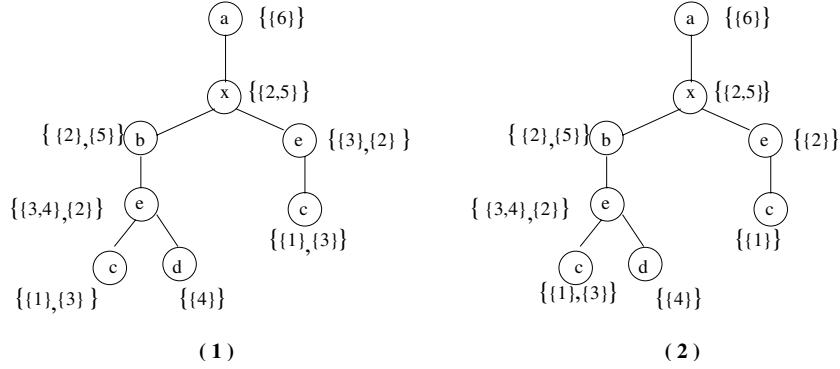 a {{6}} a {{6}}
x {{2,5}} x {{2,5}}
{ {2},{5}} b e {{3},{2} } { {2},{5}} b e {{2}}
{{3,4},{2}} e c { {3,4},{2}} e c
{{1},{3}} {{1}}
c d c d
{{1},{3} } {{4}} {{1},{3}} {{4}}
( 1 ) ( 2 )